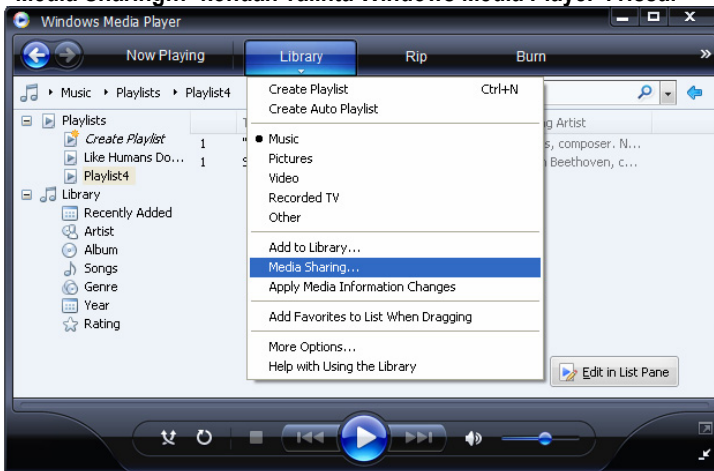 Windows Media Player
Now Playing Library Rip Burn »
Music Playlists Playlist4
Playlists
Create Playlist
Like Humans Do...
Playlist4
Library
Recently Added
Artist
Album
Songs
Genre
Year
Rating
1
1
Create Playlist Ctrl+N
Create Auto Playlist
Music
Pictures
Video
Recorded TV
Other
Add to Library...
Media Sharing...
Apply Media Information Changes
Add Favorites to List When Dragging
More Options...
Help with Using the Library
ng Artist
s, composer. N...
Beethoven, c...
Edit in List Pane